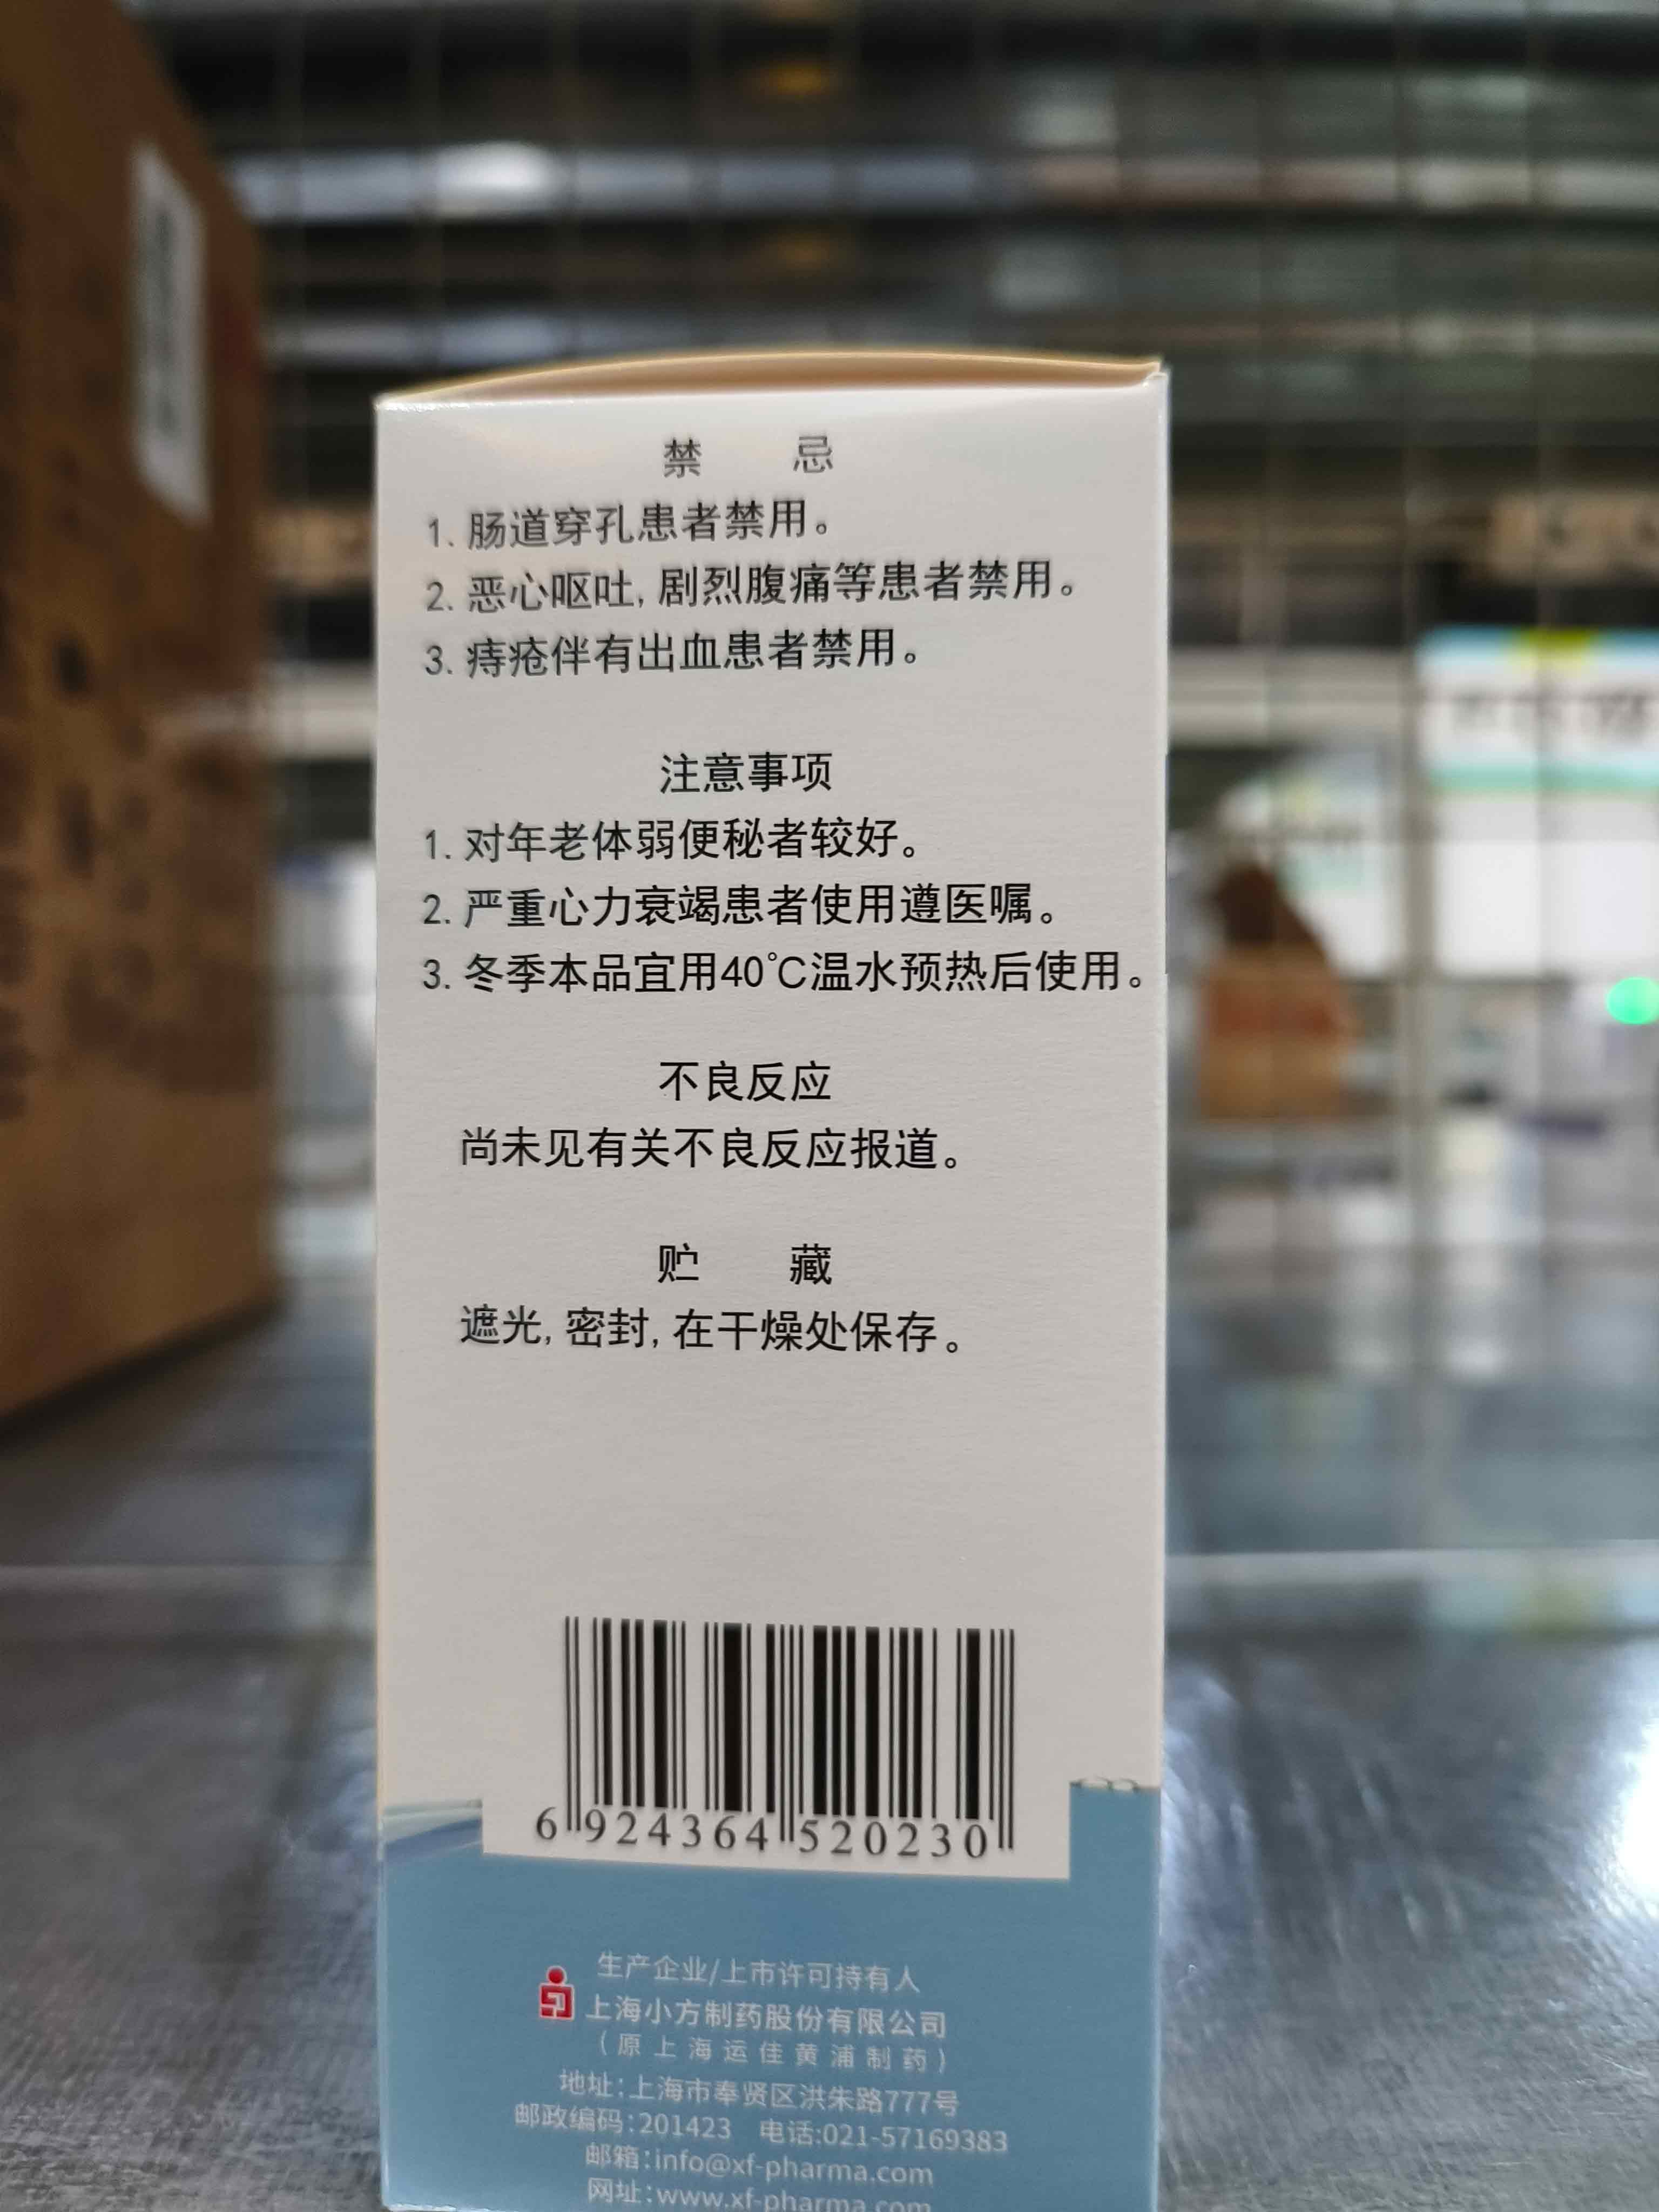 禁 忌
1. 肠道穿孔患者禁用。
2. 恶心呕吐, 剧烈腹痛等患者禁用。
3. 痔疮伴有出血患者禁用。
注意事项
1. 对年老体弱便秘者较好。
2. 严重心力衰竭患者使用遵医嘱。
3. 冬季本品宜用40℃温水预热后使用。
不良反应
尚未见有关不良反应报道。
贮 藏
遮光, 密封, 在干燥处保存。
6 924364 520230
生产企业/上市许可持有人
上海小方制药股份有限公司
(原上海运佳黄浦制药)
地址:上海市奉贤区洪朱路777号
邮政编码:201423 电话:021-57169383
邮箱:info@xf-pharma.com
网址:www.xf-pharma.com